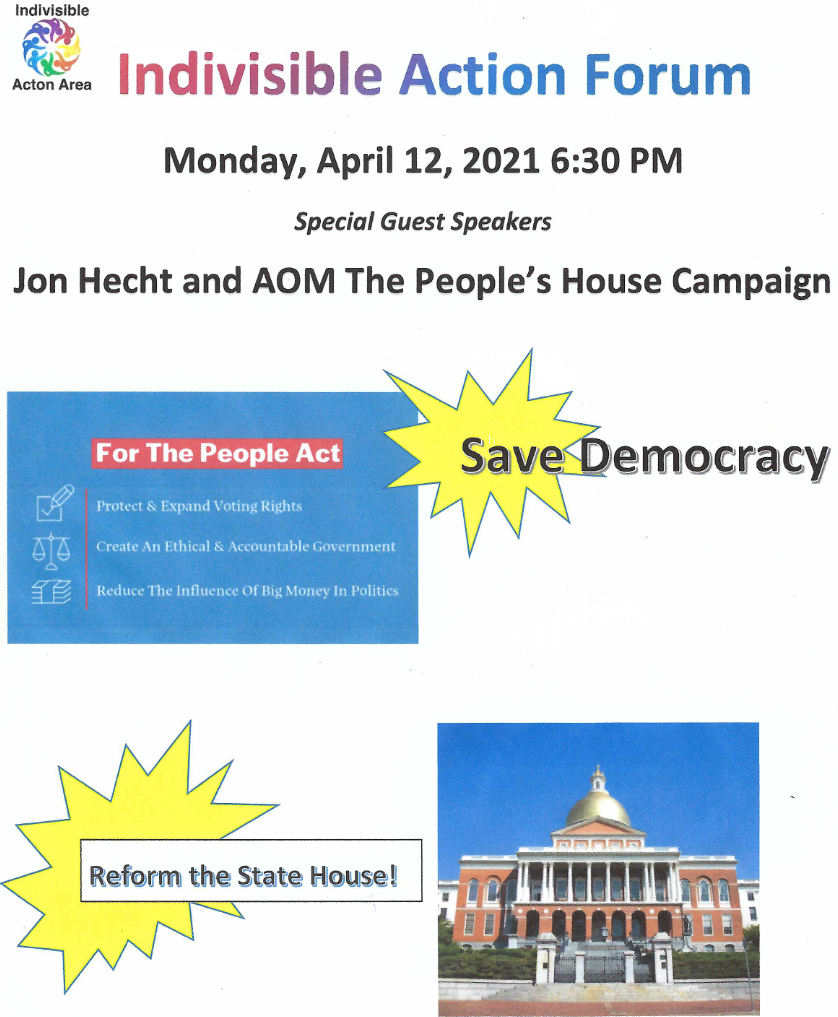 Indivisible
Acton Area
Indivisible Action Forum
Monday, April 12, 2021 6:30 PM
Special Guest Speakers
Jon Hecht and AOM The People's House Campaign
For The People Act
Protect & Expand Voting Rights
Create An Ethical & Accountable Government
Reduce The Influence Of Big Money In Politics
Save Democracy
Reform the State House!